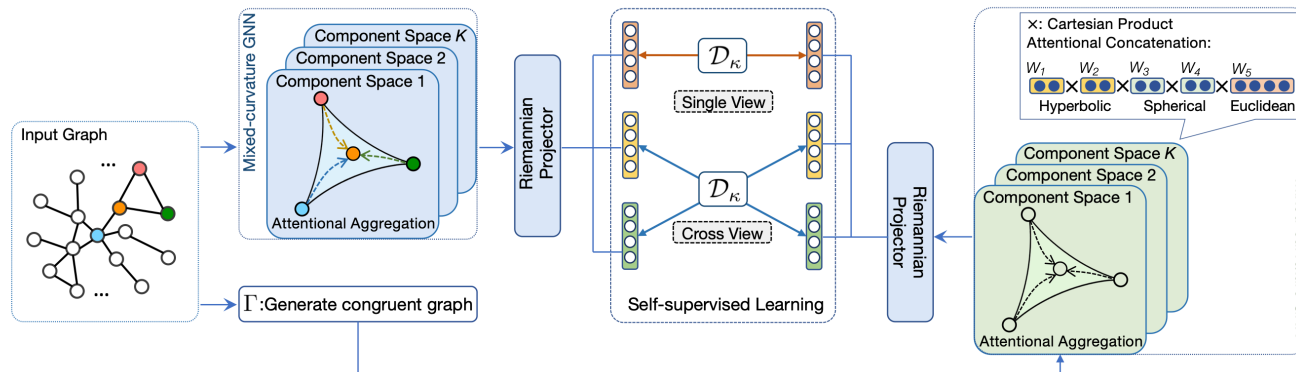 Input Graph
...
...
Mixed-curvature GNN
Component Space K
Component Space 2
Component Space 1
Attentional Aggregation
Γ:Generate congruent graph
Riemannian
Projector
𝒟κ
Single View
𝒟κ
Cross View
Self-supervised Learning
Riemannian
Projector
×: Cartesian Product
Attentional Concatenation:
W1 W2 W3 W4 W5
× × × ×
Hyperbolic Spherical Euclidean
Component Space K
Component Space 2
Component Space 1
Attentional Aggregation